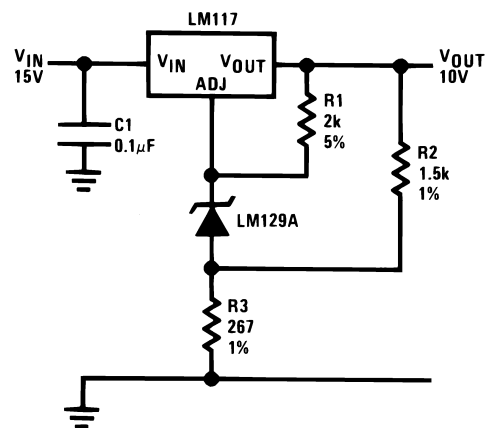 LM117
VIN
15V
VIN
VOUT
ADJ
VOUT
10V
C1
0.1μF
R1
2k
5%
R2
1.5k
1%
LM129A
R3
267
1%